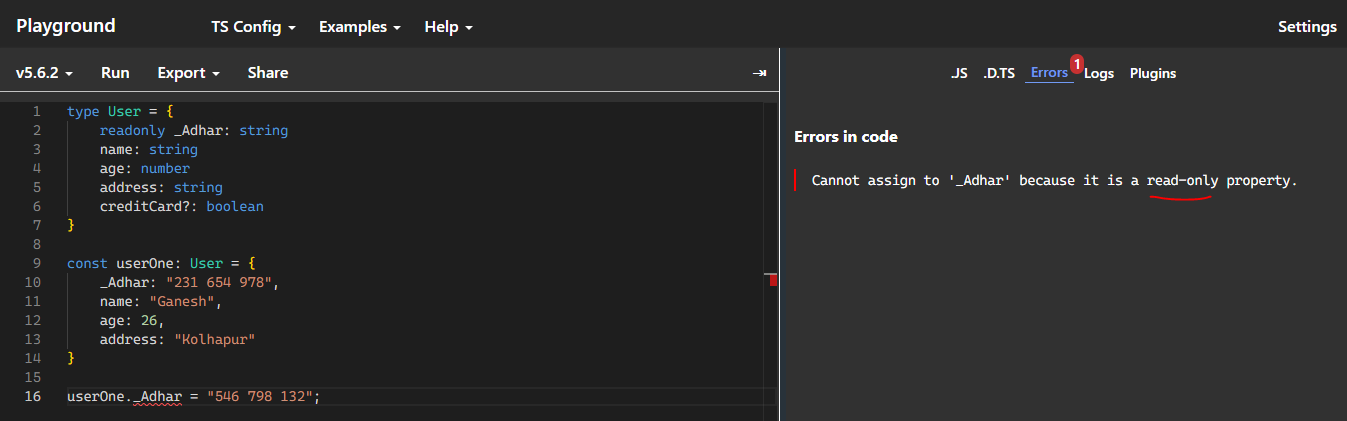 Playground TS Config Examples Help Settings
v5.6.2 Run Export Share
.JS .D.TS Errors 1 Logs Plugins
1 type User = {
2 readonly _Adhar: string
3 name: string
4 age: number
5 address: string
6 creditCard?: boolean
7 }
8
9 const userOne: User = {
10 _Adhar: "231 654 978",
11 name: "Ganesh",
12 age: 26,
13 address: "Kolhapur"
14 }
15
16 userOne._Adhar = "546 798 132";
Errors in code
Cannot assign to '_Adhar' because it is a read-only property.